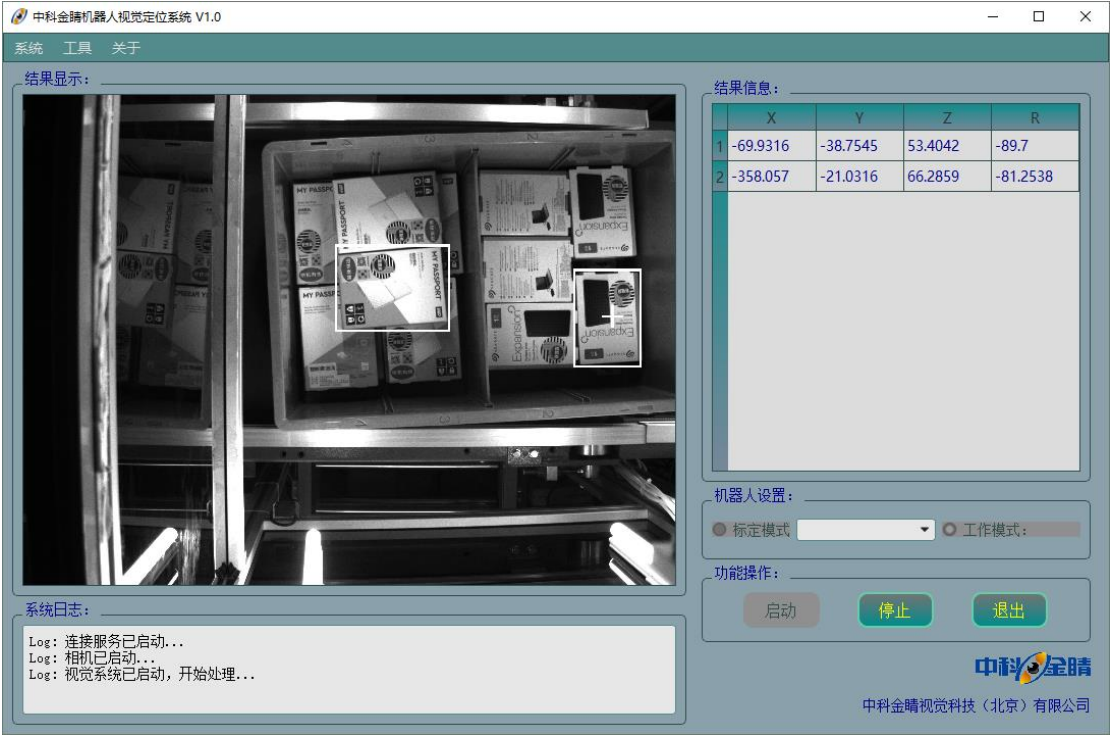 中科金睛机器人视觉定位系统 V1.0
系统 工具 关于
结果显示：
MY PASSPORT
MY PASSPORT
Expansion
Expansion
Expansion
结果信息：
X Y Z R
1 -69.9316 -38.7545 53.4042 -89.7
2 -358.057 -21.0316 66.2859 -81.2538
机器人设置：
标定模式 工作模式：
功能操作：
启动 停止 退出
系统日志：
Log: 连接服务已启动...
Log: 相机已启动...
Log: 视觉系统已启动，开始处理...
中科金睛
中科金睛视觉科技（北京）有限公司